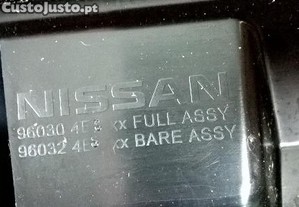 CustoJusto.pt
NISSAN
96030 4E xx FULL ASSY
96032 4E xx BARE ASSY